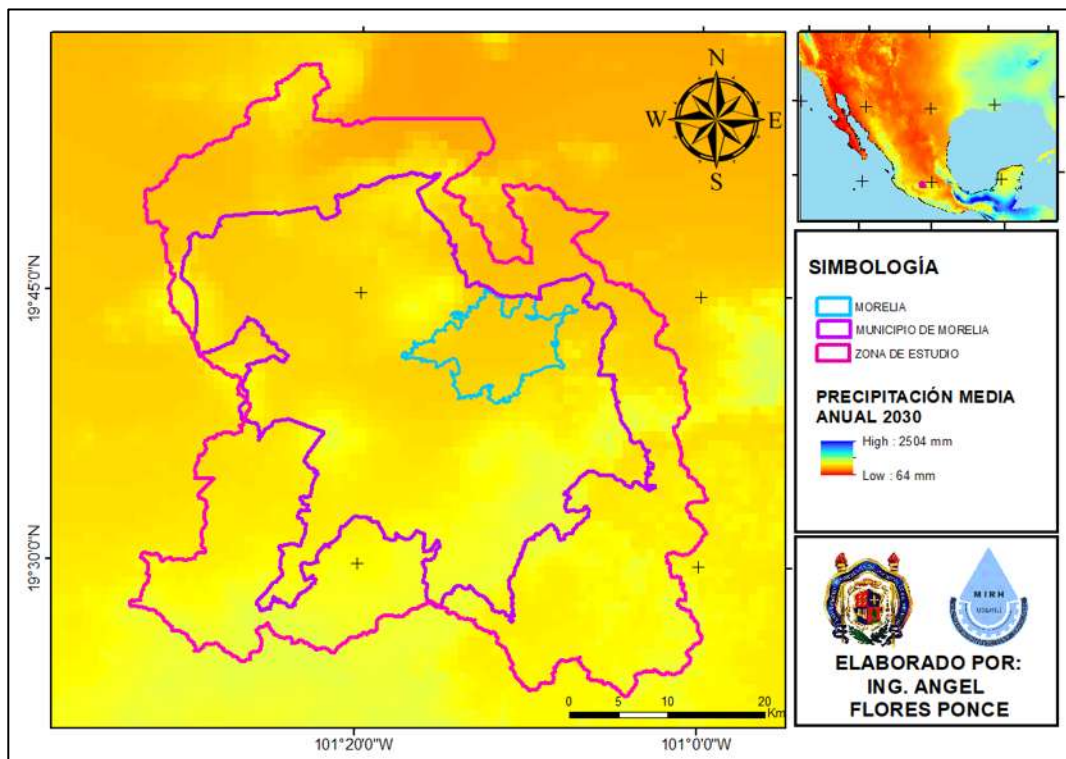 N
W
E
S
19°45'0"N
19°30'0"N
101°20'0"W
101°0'0"W
0
5
10
20
Km
SIMBOLOGÍA
MORELIA
MUNICIPIO DE MORELIA
ZONA DE ESTUDIO
PRECIPITACIÓN MEDIA
ANUAL 2030
High : 2504 mm
Low : 64 mm
MIRH
ELABORADO POR:
ING. ANGEL
FLORES PONCE